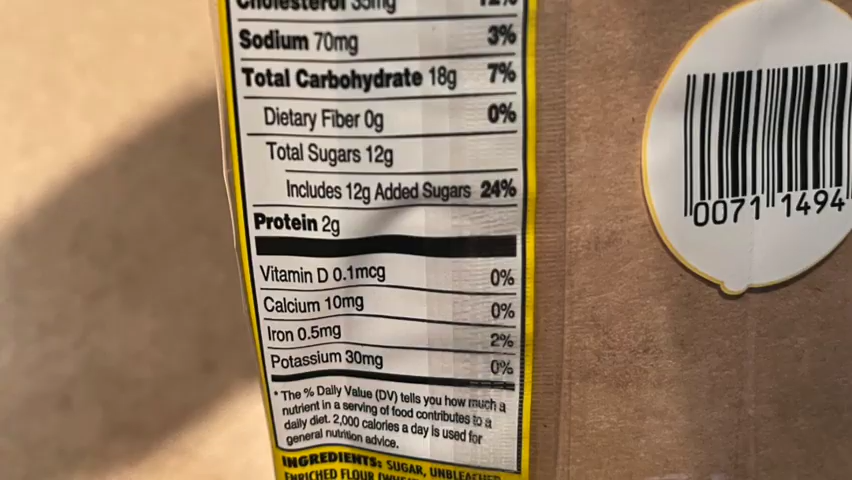 Cholesterol 35mg 12%
Sodium 70mg 3%
Total Carbohydrate 18g 7%
Dietary Fiber 0g 0%
Total Sugars 12g
Includes 12g Added Sugars 24%
Protein 2g
Vitamin D 0.1mcg 0%
Calcium 10mg 0%
Iron 0.5mg 2%
Potassium 30mg 0%
* The % Daily Value (DV) tells you how much a
nutrient in a serving of food contributes to a
daily diet. 2,000 calories a day is used for
general nutrition advice.
INGREDIENTS: SUGAR, UNBLEACHED
ENRICHED FLOUR
0071 1494